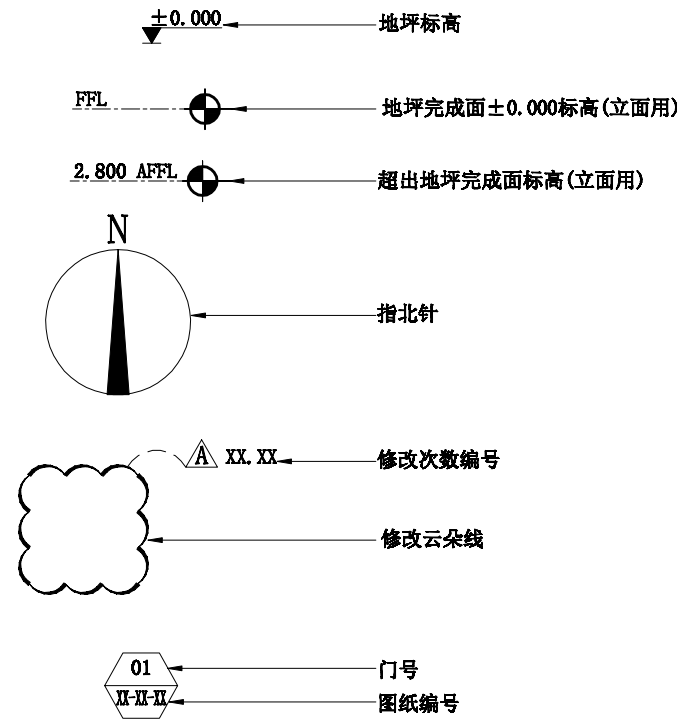 ±0.000 地坪标高
FFL 地坪完成面±0.000标高(立面用)
2.800 AFFL 超出地坪完成面标高(立面用)
N
指北针
A XX.XX 修改次数编号
修改云朵线
01 门号
XX-XX-XX 图纸编号